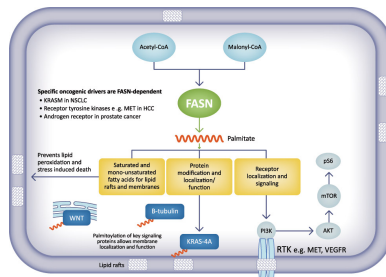 Acetyl-CoA
Malonyl-CoA
Specific oncogenic drivers are FASN-dependent
• KRASM in NSCLC
• Receptor tyrosine kinases e.g. MET in HCC
• Androgen receptor in prostate cancer
FASN
Palmitate
Prevents lipid
peroxidation and
stress induced death
Saturated and
mono-unsaturated
fatty acids for lipid
rafts and membranes
Protein
modification and
localization/
function
Receptor
localization and
signaling
pS6
mTOR
WNT
ß-tubulin
PI3K
AKT
Palmitoylation of key signaling
proteins allows membrane
localization and function
KRAS-4A
RTK e.g. MET, VEGFR
Lipid rafts